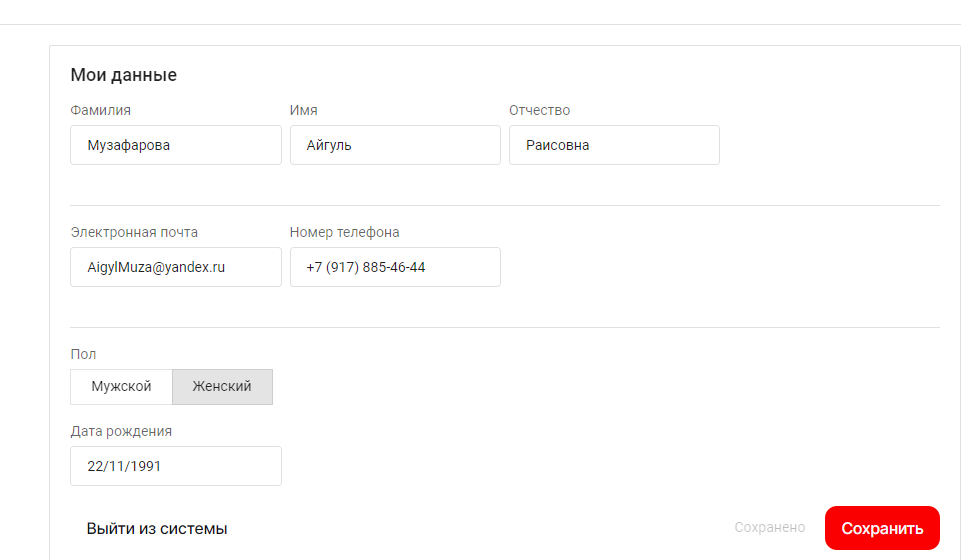 Мои данные
Фамилия Имя Отчество
Музафарова Айгуль Раисовна
Электронная почта Номер телефона
AigylMuza@yandex.ru +7 (917) 885-46-44
Пол
Мужской Женский
Дата рождения
22/11/1991
Выйти из системы Сохранено Сохранить